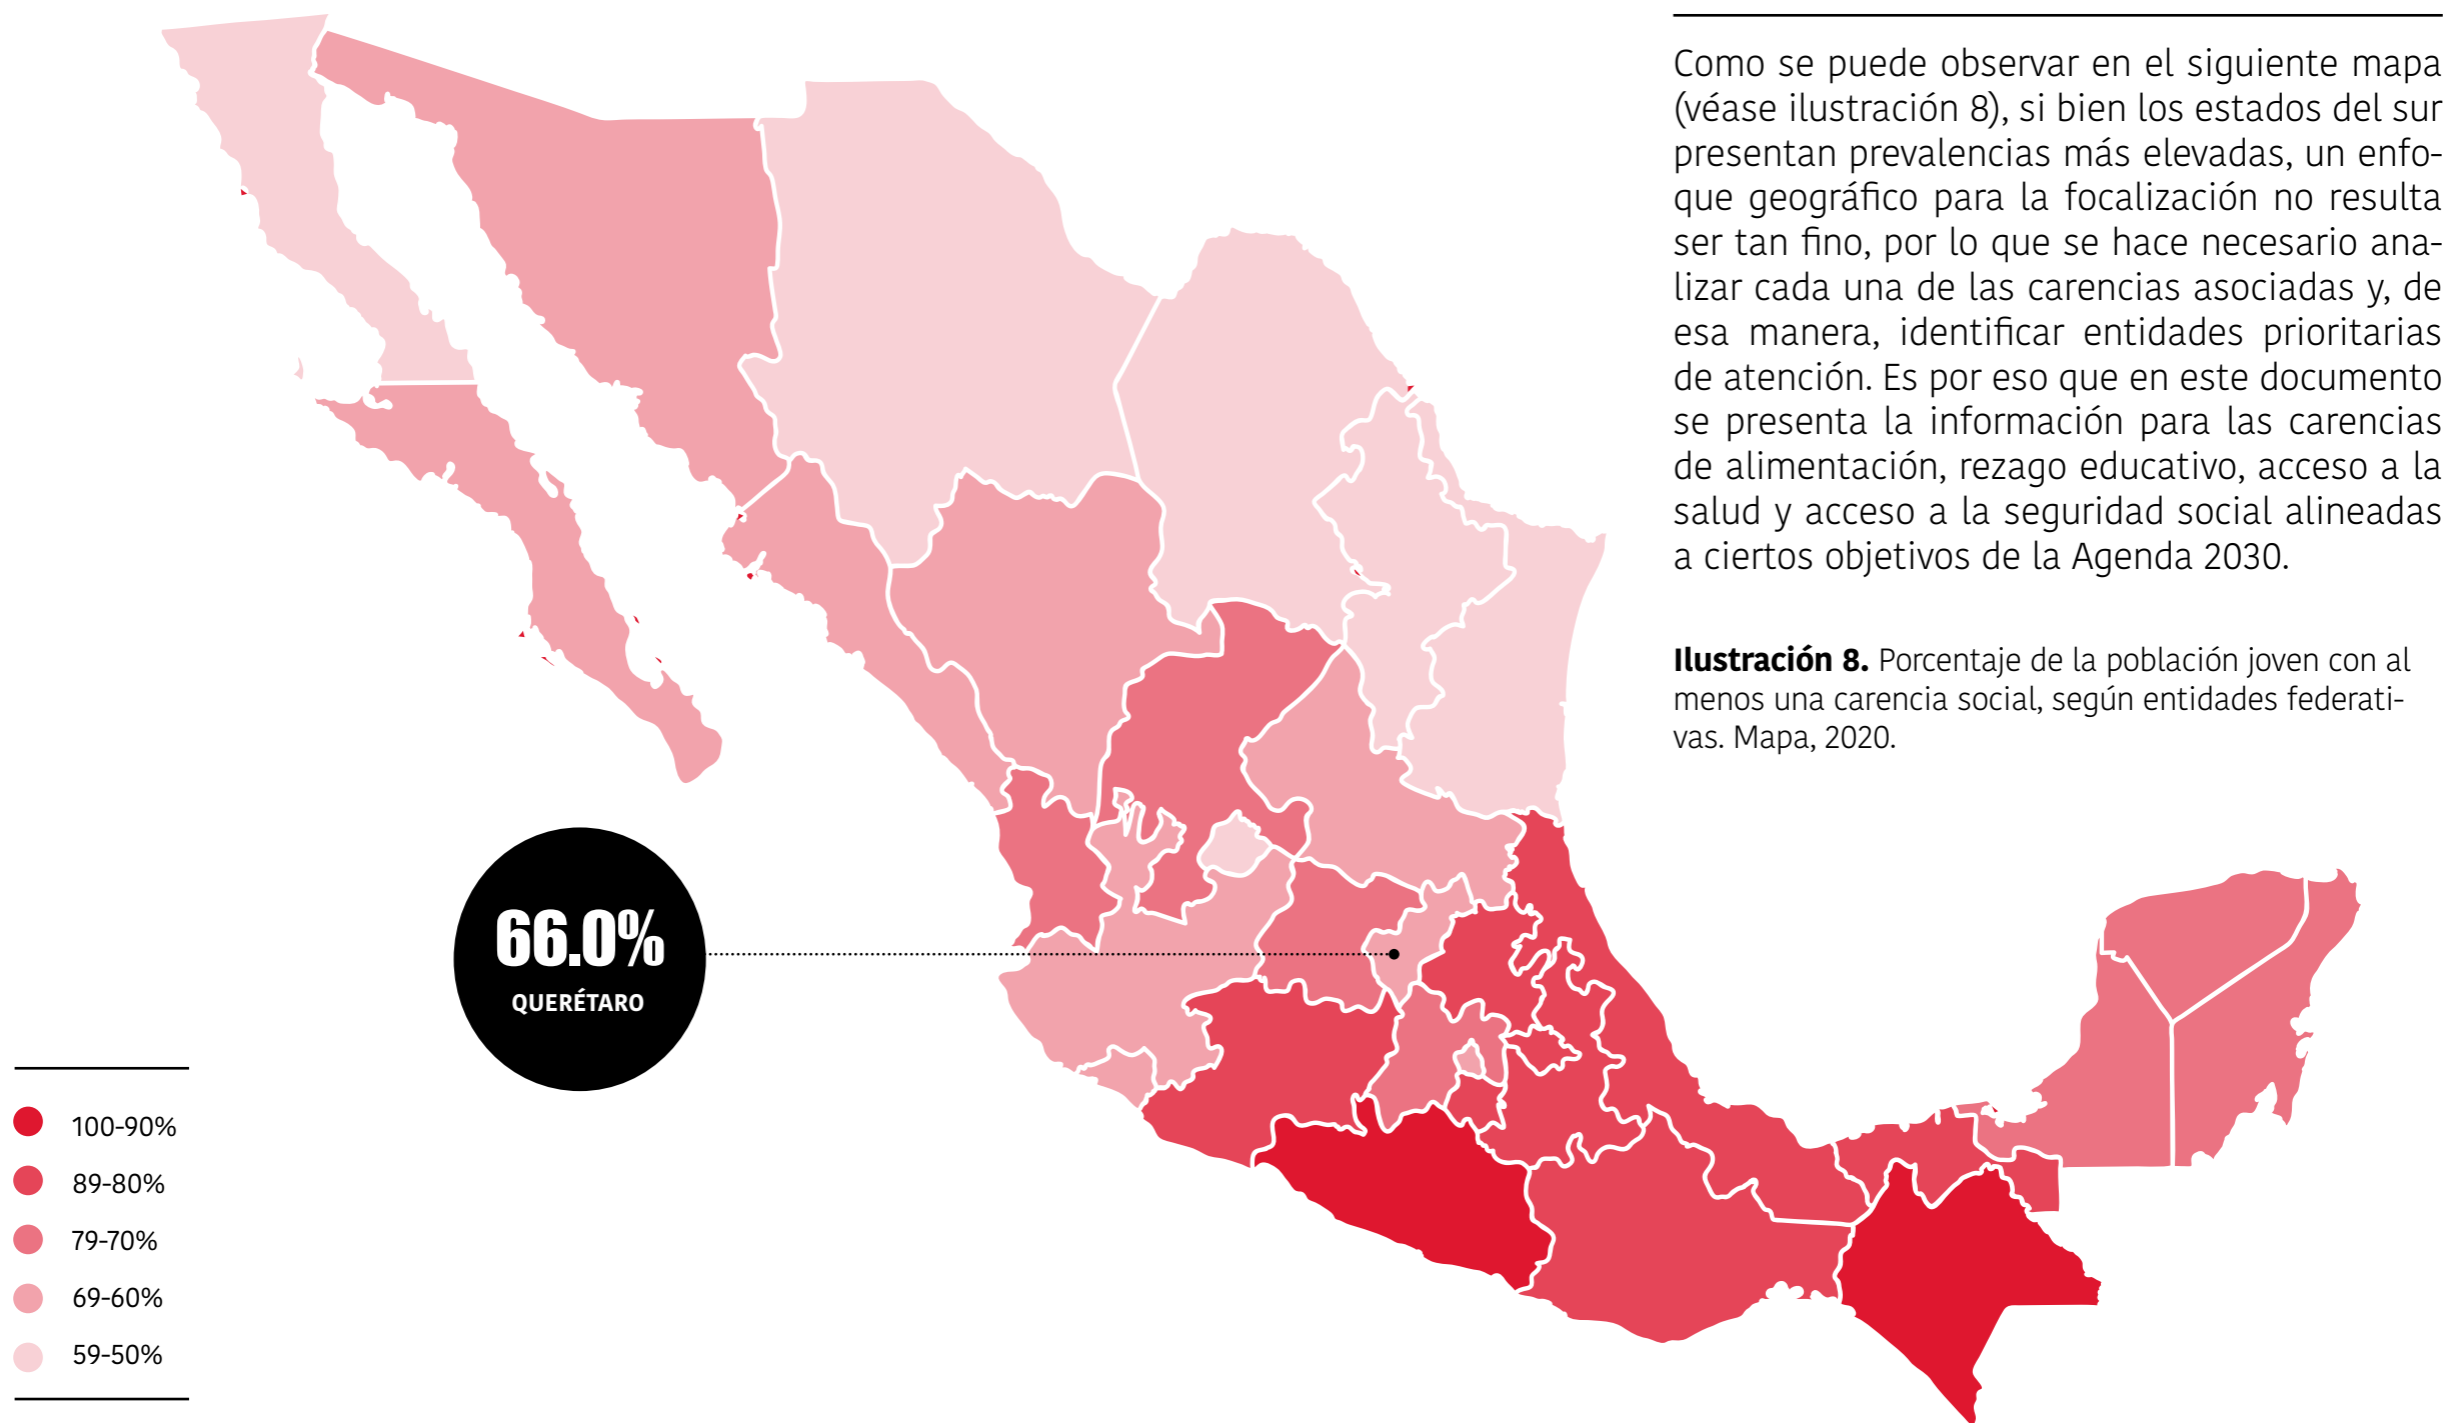 Como se puede observar en el siguiente mapa
(véase ilustración 8), si bien los estados del sur
presentan prevalencias más elevadas, un enfo-
que geográfico para la focalización no resulta
ser tan fino, por lo que se hace necesario ana-
lizar cada una de las carencias asociadas y, de
esa manera, identificar entidades prioritarias
de atención. Es por eso que en este documento
se presenta la información para las carencias
de alimentación, rezago educativo, acceso a la
salud y acceso a la seguridad social alineadas
a ciertos objetivos de la Agenda 2030.
Ilustración 8. Porcentaje de la población joven con al
menos una carencia social, según entidades federati-
vas. Mapa, 2020.
66.0%
QUERÉTARO
100-90%
89-80%
79-70%
69-60%
59-50%